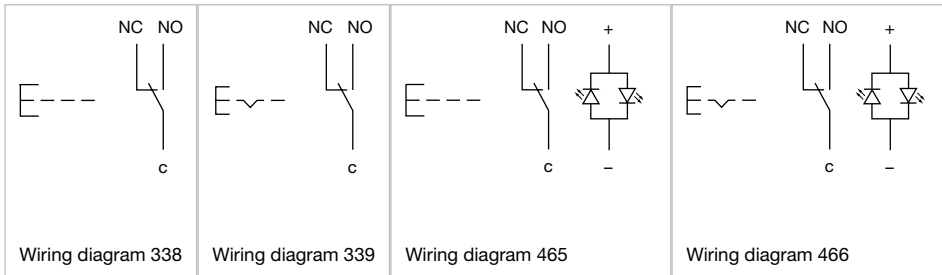 NC NO
c
Wiring diagram 338
NC NO
c
Wiring diagram 339
NC NO
+
c
–
Wiring diagram 465
NC NO
+
c
–
Wiring diagram 466